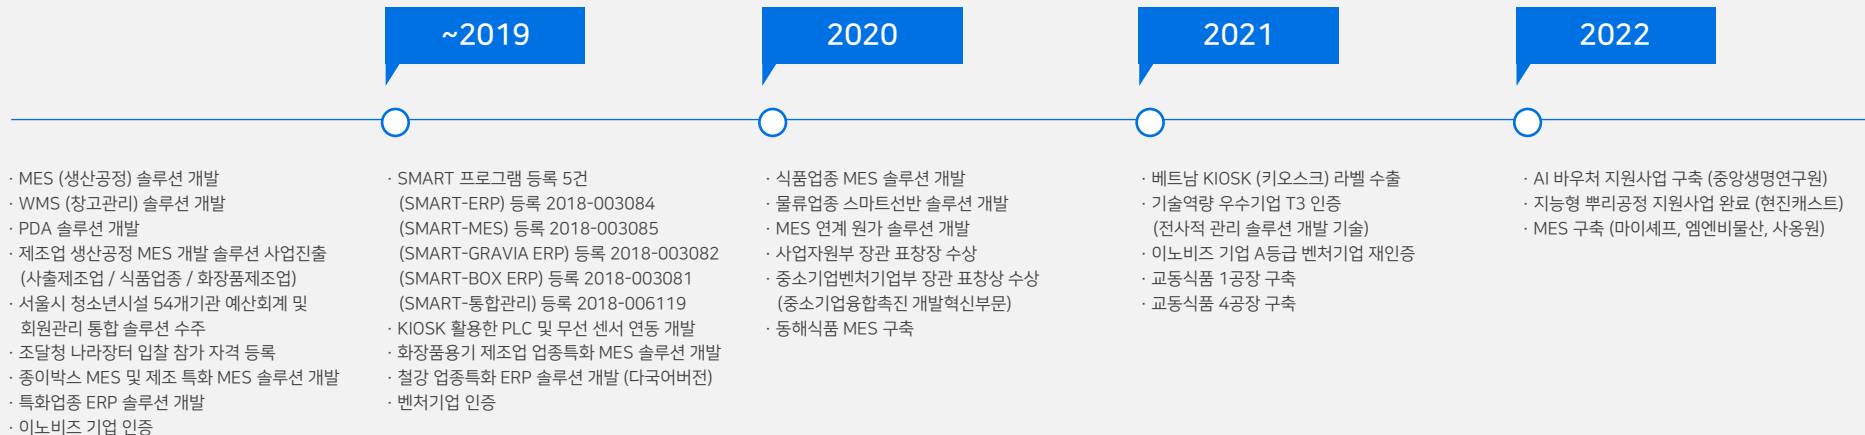 ~2019
2020
2021
2022
· MES (생산공정) 솔루션 개발
· WMS (창고관리) 솔루션 개발
· PDA 솔루션 개발
· 제조업 생산공정 MES 개발 솔루션 사업진출
(사출제조업 / 식품업종 / 화장품제조업)
· 서울시 청소년시설 54개기관 예산회계 및
회원관리 통합 솔루션 수주
· 조달청 나라장터 입찰 참가 자격 등록
· 종이박스 MES 및 제조 특화 MES 솔루션 개발
· 특화업종 ERP 솔루션 개발
· 이노비즈 기업 인증
· SMART 프로그램 등록 5건
(SMART-ERP) 등록 2018-003084
(SMART-MES) 등록 2018-003085
(SMART-GRAVIA ERP) 등록 2018-003082
(SMART-BOX ERP) 등록 2018-003081
(SMART-통합관리) 등록 2018-006119
· KIOSK 활용한 PLC 및 무선 센서 연동 개발
· 화장품용기 제조업 업종특화 MES 솔루션 개발
· 철강 업종특화 ERP 솔루션 개발 (다국어버전)
· 벤처기업 인증
· 식품업종 MES 솔루션 개발
· 물류업종 스마트선반 솔루션 개발
· MES 연계 원가 솔루션 개발
· 사업자원부 장관 표창장 수상
· 중소기업벤처기업부 장관 표창상 수상
(중소기업융합촉진 개발혁신부문)
· 동해식품 MES 구축
· 베트남 KIOSK (키오스크) 라벨 수출
· 기술역량 우수기업 T3 인증
(전사적 관리 솔루션 개발 기술)
· 이노비즈 기업 A등급 벤처기업 재인증
· 교동식품 1공장 구축
· 교동식품 4공장 구축
· AI 바우처 지원사업 구축 (중앙생명연구원)
· 지능형 뿌리공정 지원사업 완료 (현진캐스트)
· MES 구축 (마이셰프, 엠엔비물산, 사옹원)